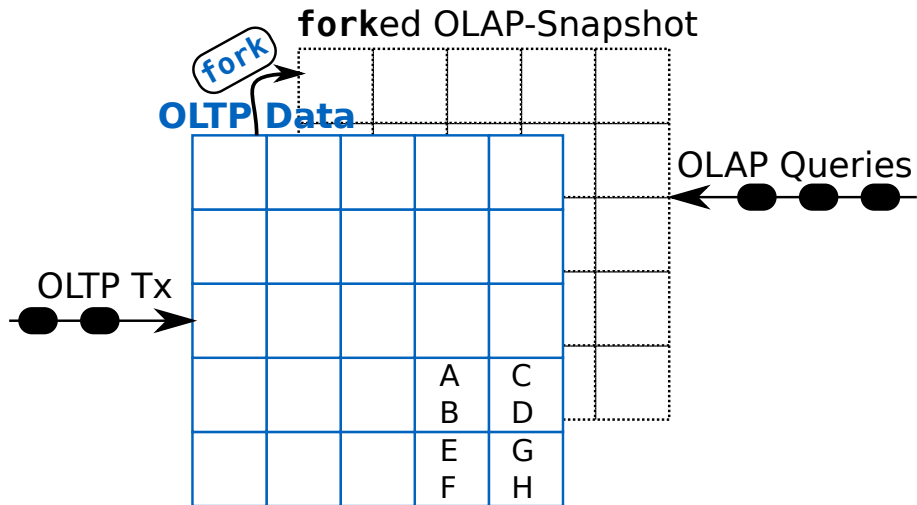 forked OLAP-Snapshot
fork
OLTP Data
OLAP Queries
OLTP Tx
A C
B D
E G
F H